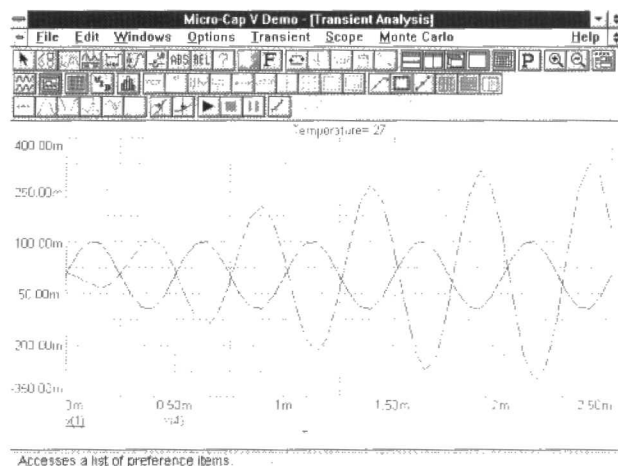 Micro-Cap V Demo - [Transient Analysis]
File Edit Windows Options Transient Scope Monte Carlo Help
ABS REL ? F P
Temperature= 27
400.00m
250.00m
100.00m
50.00m
200.00m
-350.00m
0m 0.50m 1m 1.50m 2m 2.50m
v(1) v(4)
Accesses a list of preference items.